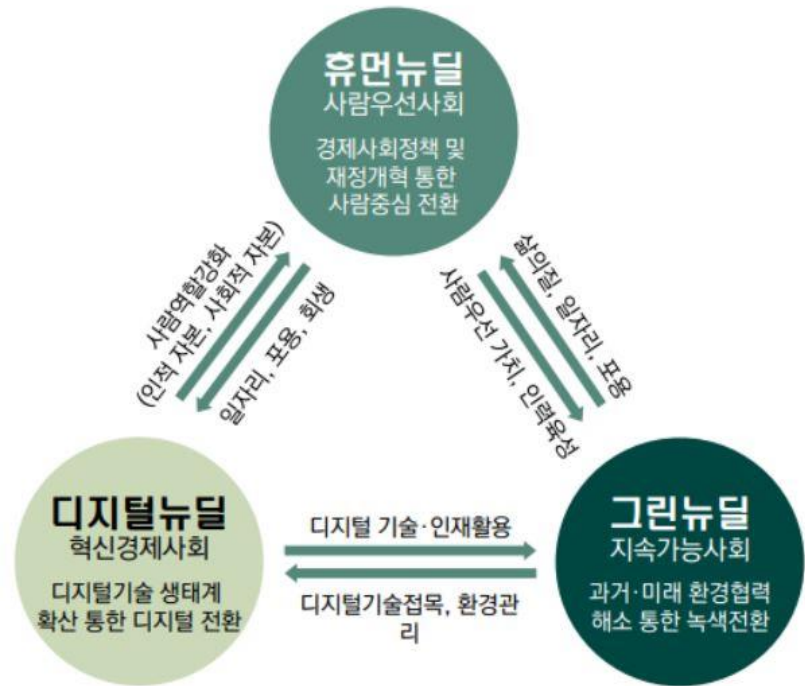 휴먼뉴딜
사람우선사회
경제사회정책 및
재정개혁 통한
사람중심 전환
사람역할강화
(인적 자본, 사회적 자본)
일자리, 포용, 회생
삶의질, 일자리, 포용
사람우선 가치, 인력육성
디지털뉴딜
혁신경제사회
디지털기술 생태계
확산 통한 디지털 전환
디지털 기술·인재활용
디지털기술접목, 환경관
리
그린뉴딜
지속가능사회
과거·미래 환경협력
해소 통한 녹색전환